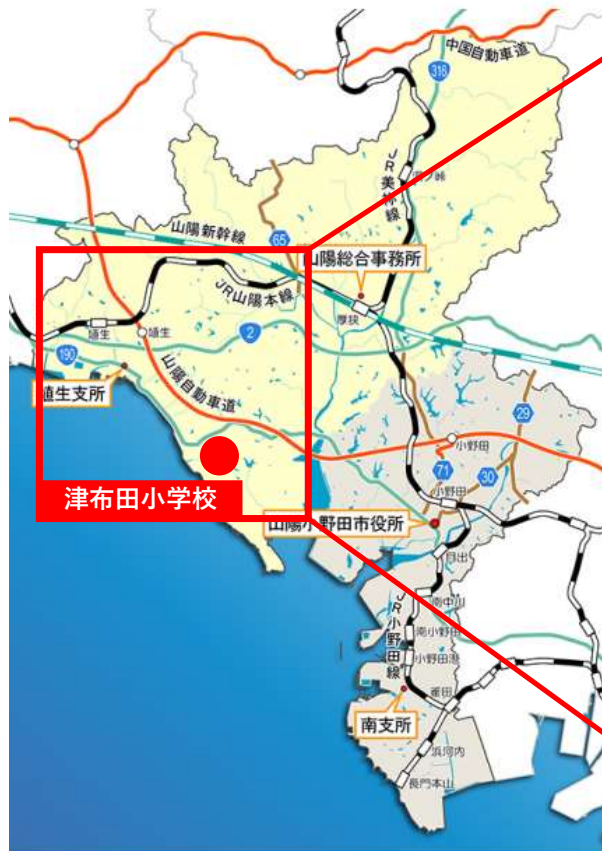 中国自動車道
316
JR美祢線
山陽新幹線
65
山陽総合事務所
JR山陽本線
厚狭
埴生
埴生
2
190
山陽自動車道
埴生支所
29
小野田
71
30
小野田
津布田小学校
山陽小野田市役所
目出
南中川
JR小野田線
南小野田
小野田港
雀田
南支所
浜河内
長門本山